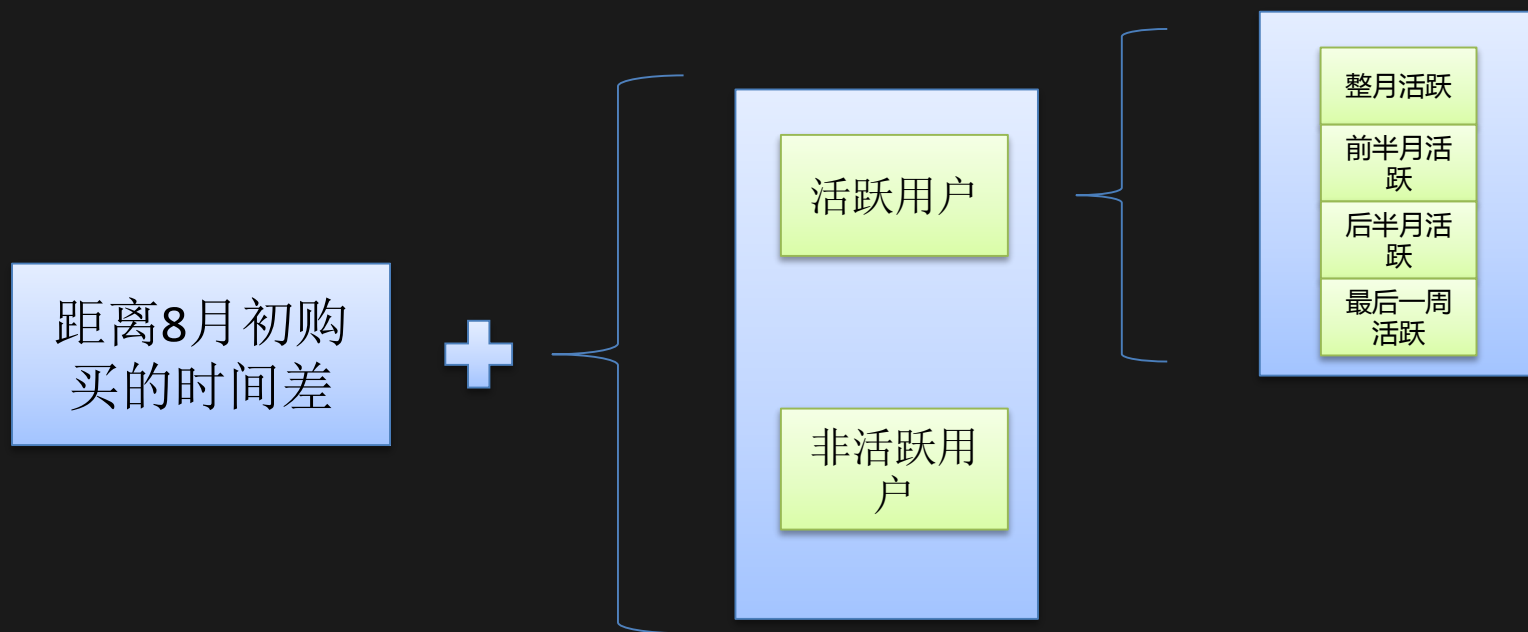 距离8月初购
买的时间差
活跃用户
非活跃用
户
整月活跃
前半月活
跃
后半月活
跃
最后一周
活跃